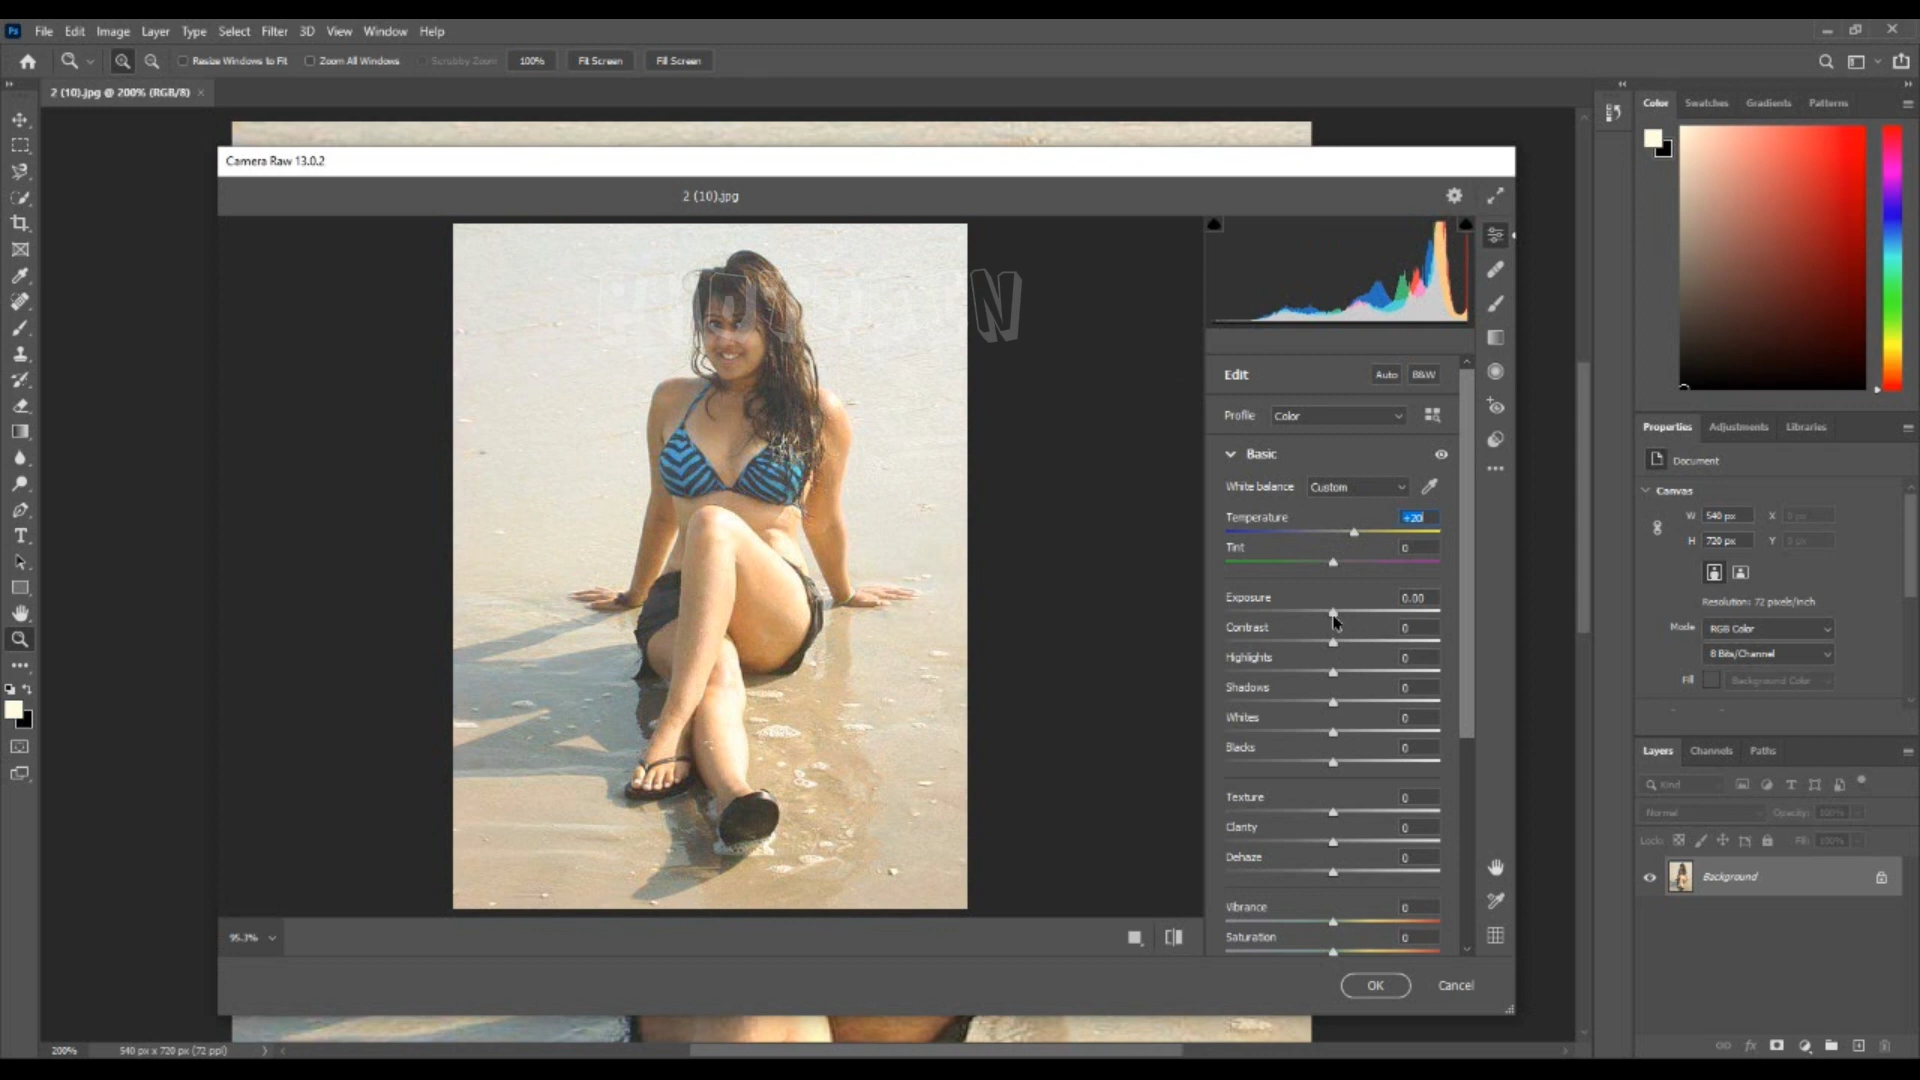 Ps File Edit Image Layer Type Select Filter 3D View Window Help
Resize Windows to Fit Zoom All Windows Scrubby Zoom 100% Fit Screen Fill Screen
2 (10).jpg @ 200% (RGB/8) ×
Color Swatches Gradients Patterns
Camera Raw 13.0.2
2 (10).jpg
Edit Auto B&W
Profile Color
Basic
White balance Custom
Temperature +20
Tint 0
Exposure 0.00
Contrast 0
Highlights 0
Shadows 0
Whites 0
Blacks 0
Texture 0
Clarity 0
Dehaze 0
Vibrance 0
Saturation 0
95.3%
OK Cancel
Properties Adjustments Libraries
Document
Canvas
W 540 px X 0 px
H 720 px Y 0 px
Resolution: 72 pixels/inch
Mode RGB Color
8 Bits/Channel
Fill Background Color
Layers Channels Paths
Kind
Normal Opacity: 100%
Lock: Fill: 100%
Background
200% 540 px x 720 px (72 ppi)